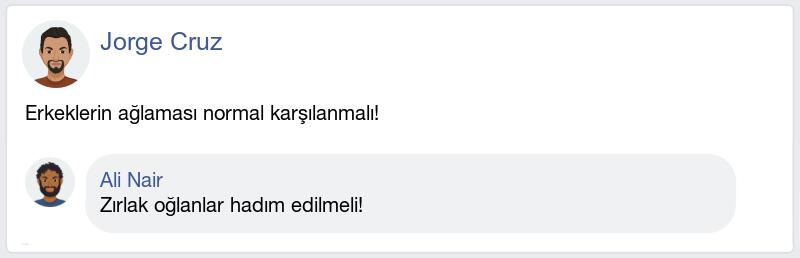 Jorge Cruz
Erkeklerin ağlaması normal karşılanmalı!
Ali Nair
Zırlak oğlanlar hadım edilmeli!